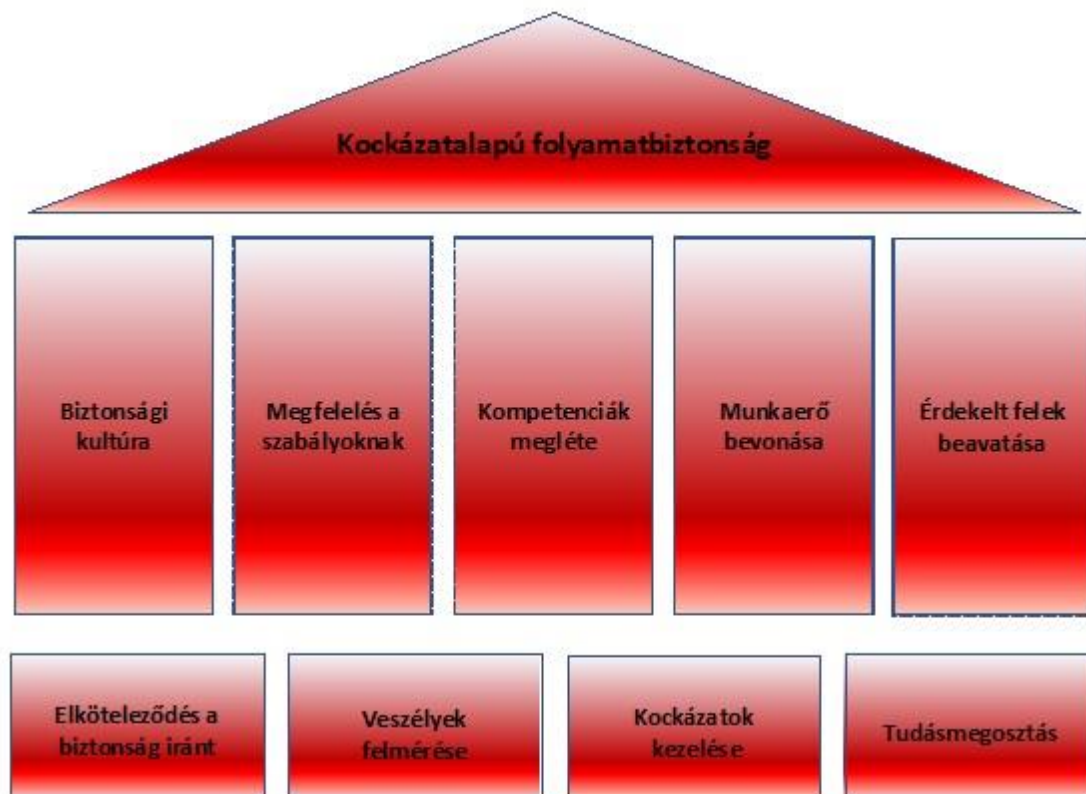 Kockázatalapú folyamatbiztonság
Biztonsági
kultúra
Megfelelés a
szabályoknak
Kompetenciák
megléte
Munkaerő
bevonása
Érdekelt felek
beavatása
Elköteleződés a
biztonság iránt
Veszélyek
felmérése
Kockázatok
kezelése
Tudásmegosztás